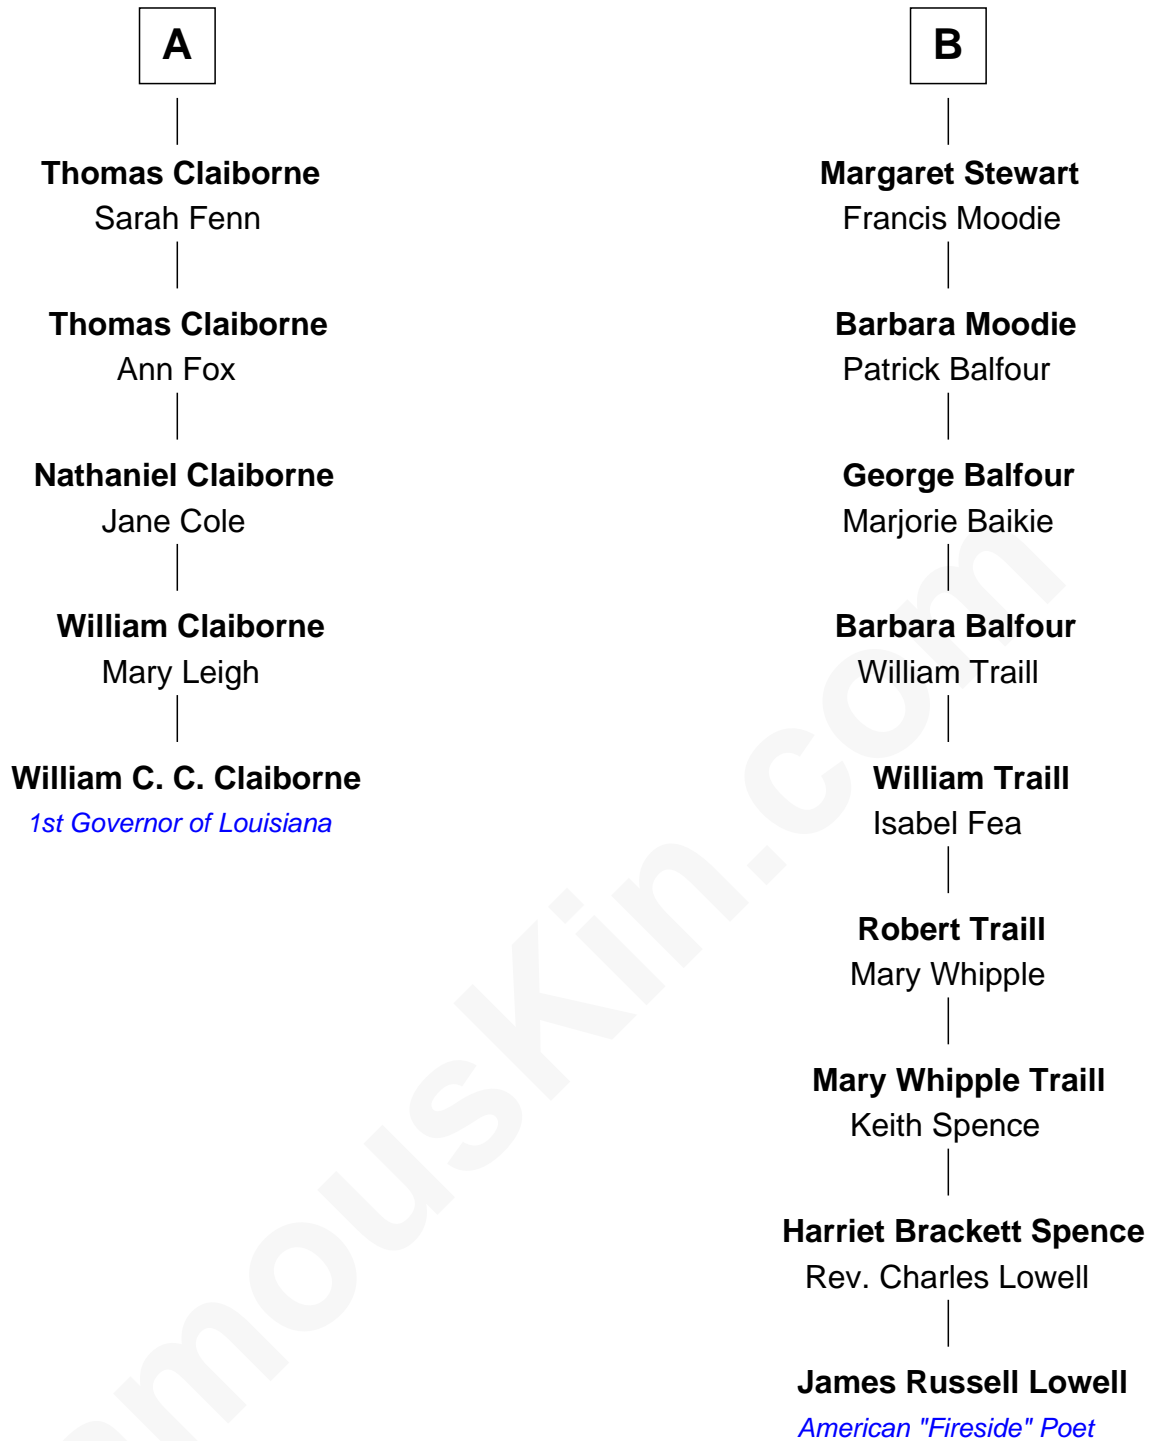 A
Thomas Claiborne
Sarah Fenn
Thomas Claiborne
Ann Fox
Nathaniel Claiborne
Jane Cole
William Claiborne
Mary Leigh
William C. C. Claiborne
1st Governor of Louisiana
B
Margaret Stewart
Francis Moodie
Barbara Moodie
Patrick Balfour
George Balfour
Marjorie Baikie
Barbara Balfour
William Traill
William Traill
Isabel Fea
Robert Traill
Mary Whipple
Mary Whipple Traill
Keith Spence
Harriet Brackett Spence
Rev. Charles Lowell
James Russell Lowell
American "Fireside" Poet
amouskin.com